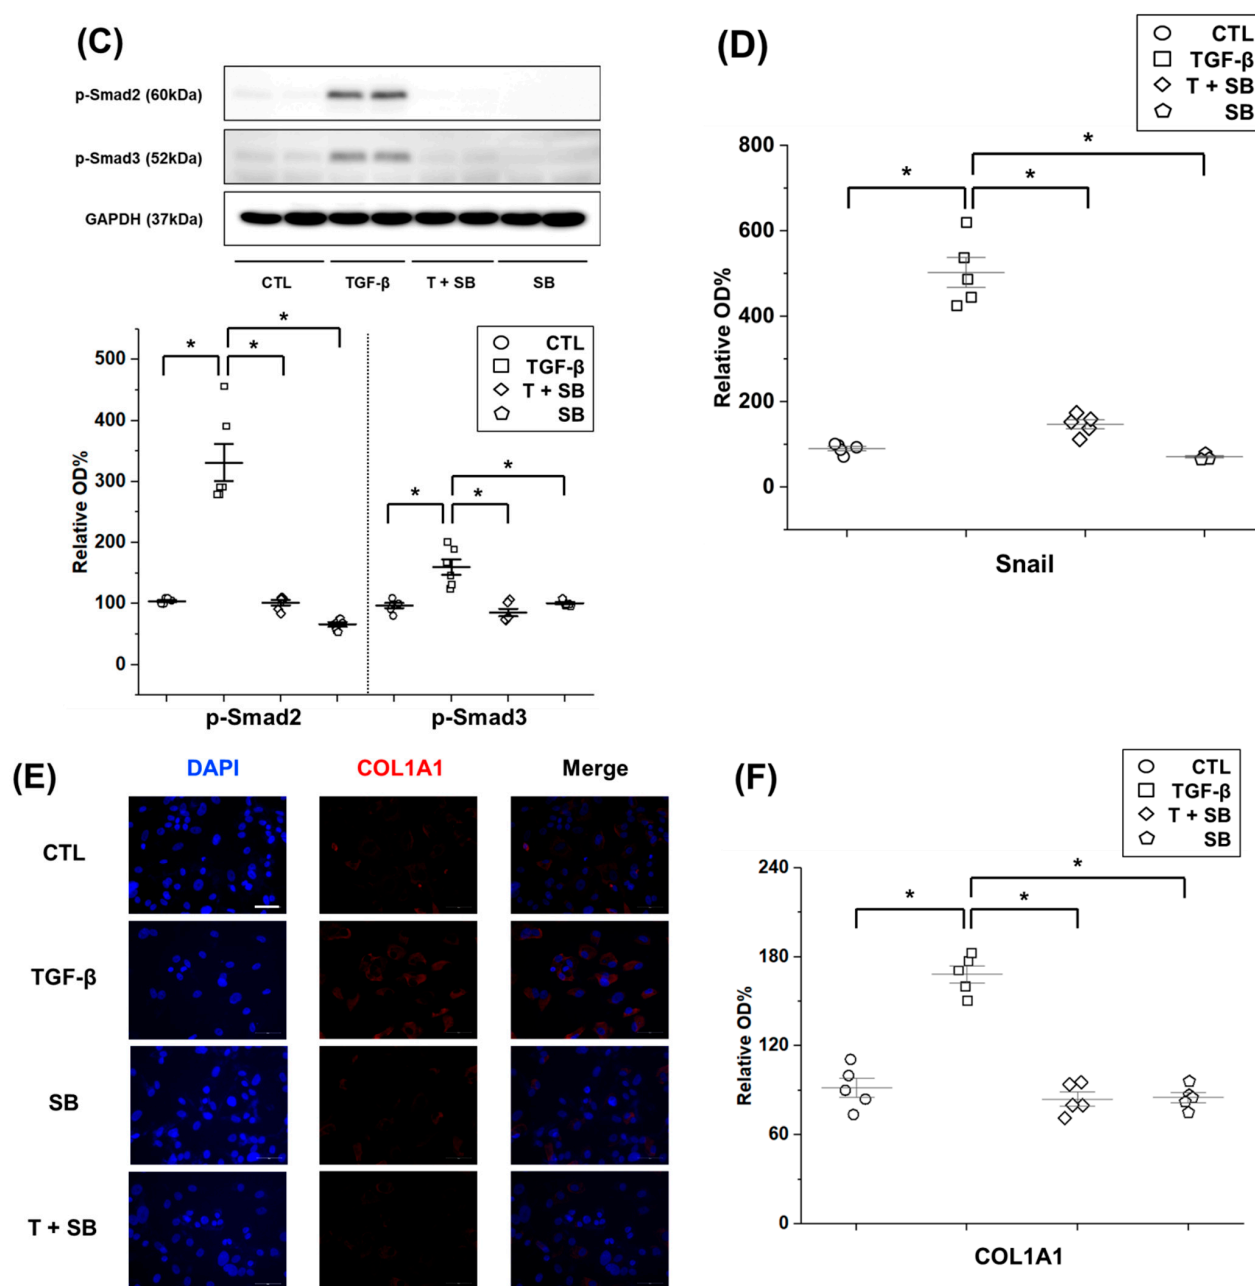 (C)
p-Smad2 (60kDa)
p-Smad3 (52kDa)
GAPDH (37kDa)
CTL TGF-β T + SB SB
CTL
TGF-β
T + SB
SB
* * *
* * *
Relative OD%
500
400
300
200
100
0
p-Smad2 p-Smad3
(D)
CTL
TGF-β
T + SB
SB
* * *
Relative OD%
800
600
400
200
0
Snail
(E)
DAPI COL1A1 Merge
CTL
TGF-β
SB
T + SB
(F)
CTL
TGF-β
T + SB
SB
* * *
Relative OD%
240
180
120
60
0
COL1A1